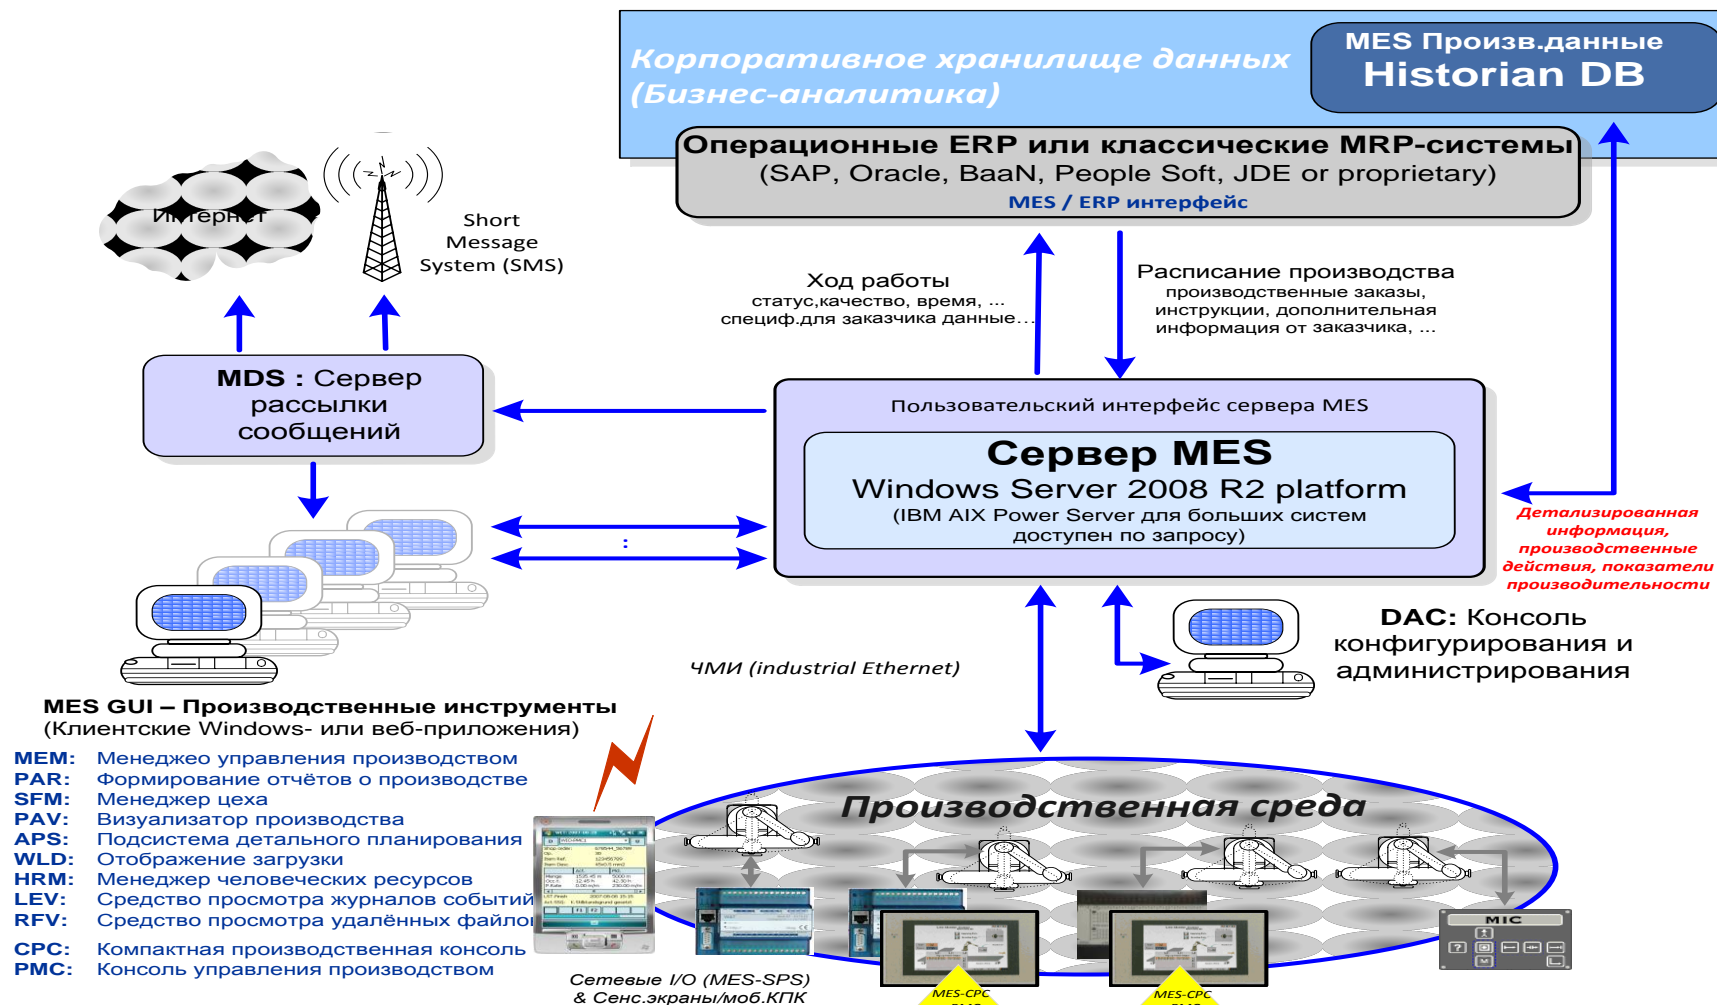 Корпоративное хранилище данных
(Бизнес-аналитика)
MES Произв.данные
Historian DB
Операционные ERP или классические MRP-системы
(SAP, Oracle, BaaN, People Soft, JDE or proprietary)
MES / ERP интерфейс
Интернет
Short
Message
System (SMS)
Ход работы
статус,качество, время, ...
специф.для заказчика данные…
Расписание производства
производственные заказы,
инструкции, дополнительная
информация от заказчика, ...
MDS : Сервер
рассылки
сообщений
Пользовательский интерфейс сервера MES
Сервер MES
Windows Server 2008 R2 platform
(IBM AIX Power Server для больших систем
доступен по запросу)
:
Детализированная
информация,
производственные
действия, показатели
производительности
DAC: Консоль
конфигурирования и
администрирования
ЧМИ (industrial Ethernet)
MES GUI – Производственные инструменты
(Клиентские Windows- или веб-приложения)
MEM: Менеджео управления производством
PAR: Формирование отчётов о производстве
SFM: Менеджер цеха
PAV: Визуализатор производства
APS: Подсистема детального планирования
WLD: Отображение загрузки
HRM: Менеджер человеческих ресурсов
LEV: Средство просмотра журналов событий
RFV: Средство просмотра удалённых файлов
CPC: Компактная производственная консоль
PMC: Консоль управления производством
Производственная среда
MIC
Сетевые I/O (MES-SPS)
& Сенс.экраны/моб.КПК
MES-CPC
MES-CPC